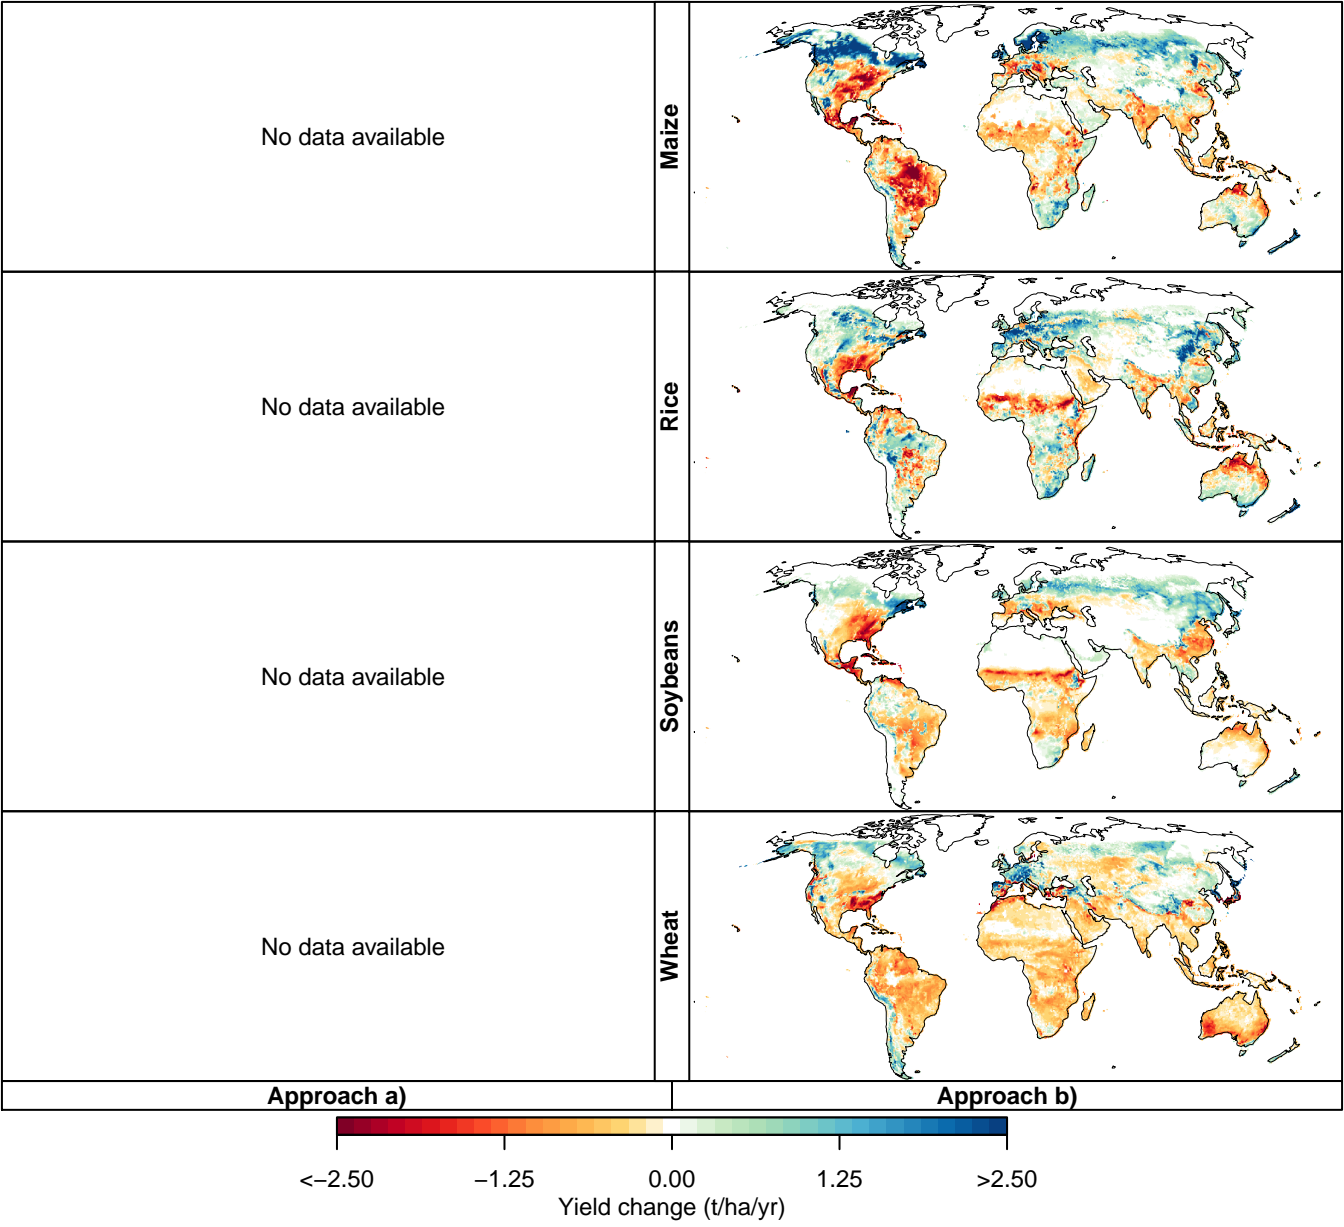 No data available
Maize
No data available
Rice
No data available
Soybeans
No data available
Wheat
Approach a)
Approach b)
<−2.50
−1.25
0.00
1.25
>2.50
Yield change (t/ha/yr)